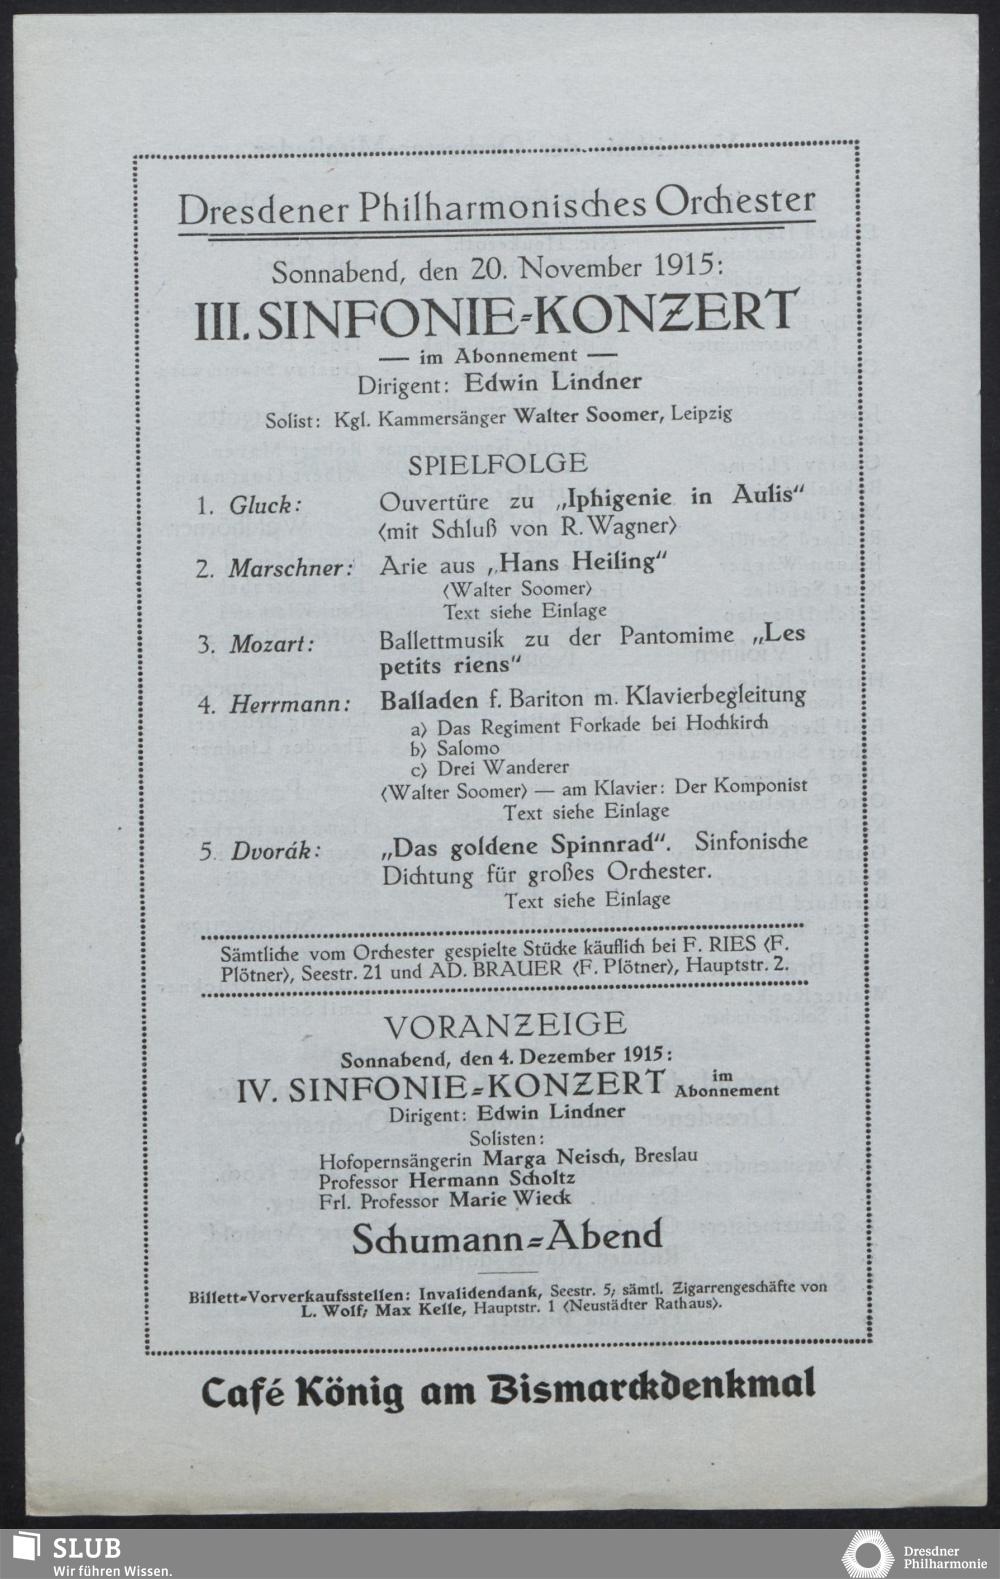 Dresdener Philharmonisches Orchester
Sonnabend, den 20. November 1915:
III. SINFONIE=KONZERT
— im Abonnement —
Dirigent: Edwin Lindner
Solist: Kgl. Kammersänger Walter Soomer, Leipzig
SPIELFOLGE
1. Gluck: Ouvertüre zu „Iphigenie in Aulis“
(mit Schluß von R. Wagner)
2. Marschner: Arie aus „Hans Heiling“
(Walter Soomer)
Text siehe Einlage
3. Mozart: Ballettmusik zu der Pantomime „Les
petits riens“
4. Herrmann: Balladen f. Bariton m. Klavierbegleitung
a) Das Regiment Forkade bei Hochkirch
b) Salomo
c) Drei Wanderer
(Walter Soomer) — am Klavier: Der Komponist
Text siehe Einlage
5. Dvorák: „Das goldene Spinnrad“. Sinfonische
Dichtung für großes Orchester.
Text siehe Einlage
Sämtliche vom Orchester gespielte Stücke käuflich bei F. RIES (F.
Plötner), Seestr. 21 und AD. BRAUER (F. Plötner), Hauptstr. 2.
VORANZEIGE
Sonnabend, den 4. Dezember 1915:
IV. SINFONIE=KONZERT im Abonnement
Dirigent: Edwin Lindner
Solisten:
Hofopernsängerin Marga Neisch, Breslau
Professor Hermann Scholtz
Frl. Professor Marie Wieck
Schumann=Abend
Billett=Vorverkaufsstellen: Invalidendank, Seestr. 5; sämtl. Zigarrengeschäfte von
L. Wolf; Max Kelle, Hauptstr. 1 (Neustädter Rathaus).
Café König am Bismarckdenkmal
SLUB
Wir führen Wissen.
Dresdner
Philharmonie